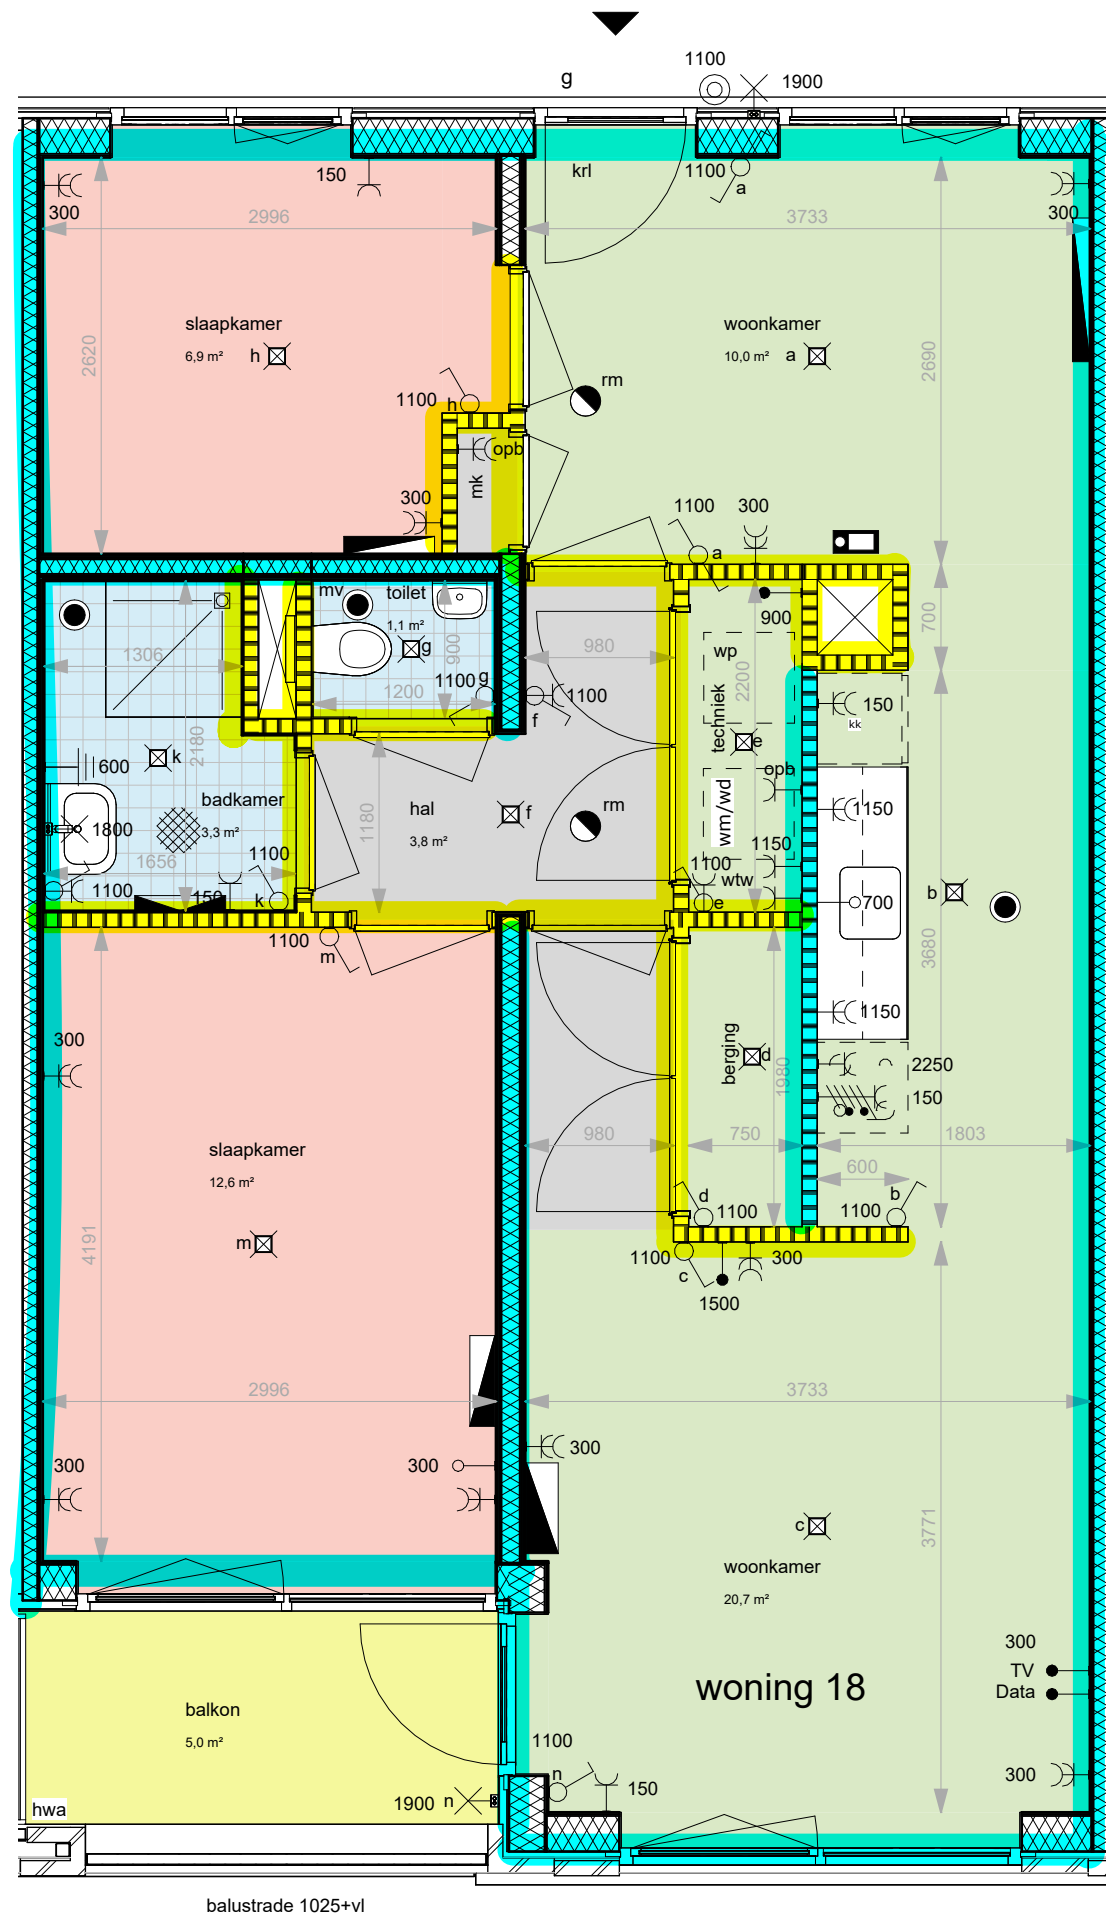 1100
g
1900
krl
1100
a
150
300
300
2996
3733
slaapkamer
6,9 m²
h
woonkamer
10,0 m²
a
2620
2690
rm
1100
h
opb
mk
300
1100
a
300
mv
toilet
1,1 m²
g
900
900
700
1306
1200
1100
g
980
1100
f
wp
2200
techniek
e
150
kk
2180
k
600
opb
badkamer
3,3 m²
1800
1180
hal
3,8 m²
f
rm
wm/wd
1150
1656
1100
150
1100
k
1100
1150
wtw
e
700
b
3680
1100
m
1150
300
berging
d
1980
2250
150
980
750
1803
600
slaapkamer
12,6 m²
d
1100
1100
b
m
4191
1100
c
300
1500
2996
3733
300
300
300
3771
c
woonkamer
20,7 m²
300
TV
Data
woning 18
balkon
5,0 m²
1100
n
150
300
1900
n
hwa
balustrade 1025+vl